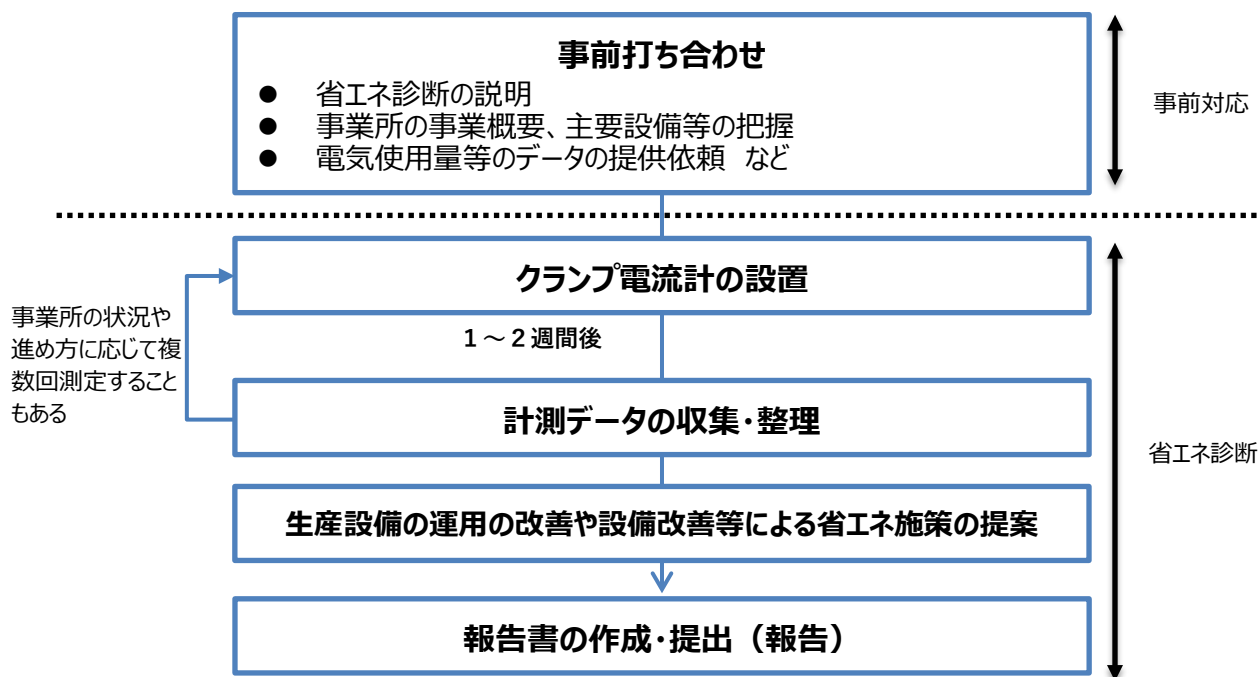 事前打ち合わせ
● 省エネ診断の説明
● 事業所の事業概要、主要設備等の把握
● 電気使用量等のデータの提供依頼 など
事前対応
クランプ電流計の設置
1～2週間後
事業所の状況や
進め方に応じて複
数回測定すること
もある
計測データの収集・整理
省エネ診断
生産設備の運用の改善や設備改善等による省エネ施策の提案
報告書の作成・提出（報告）